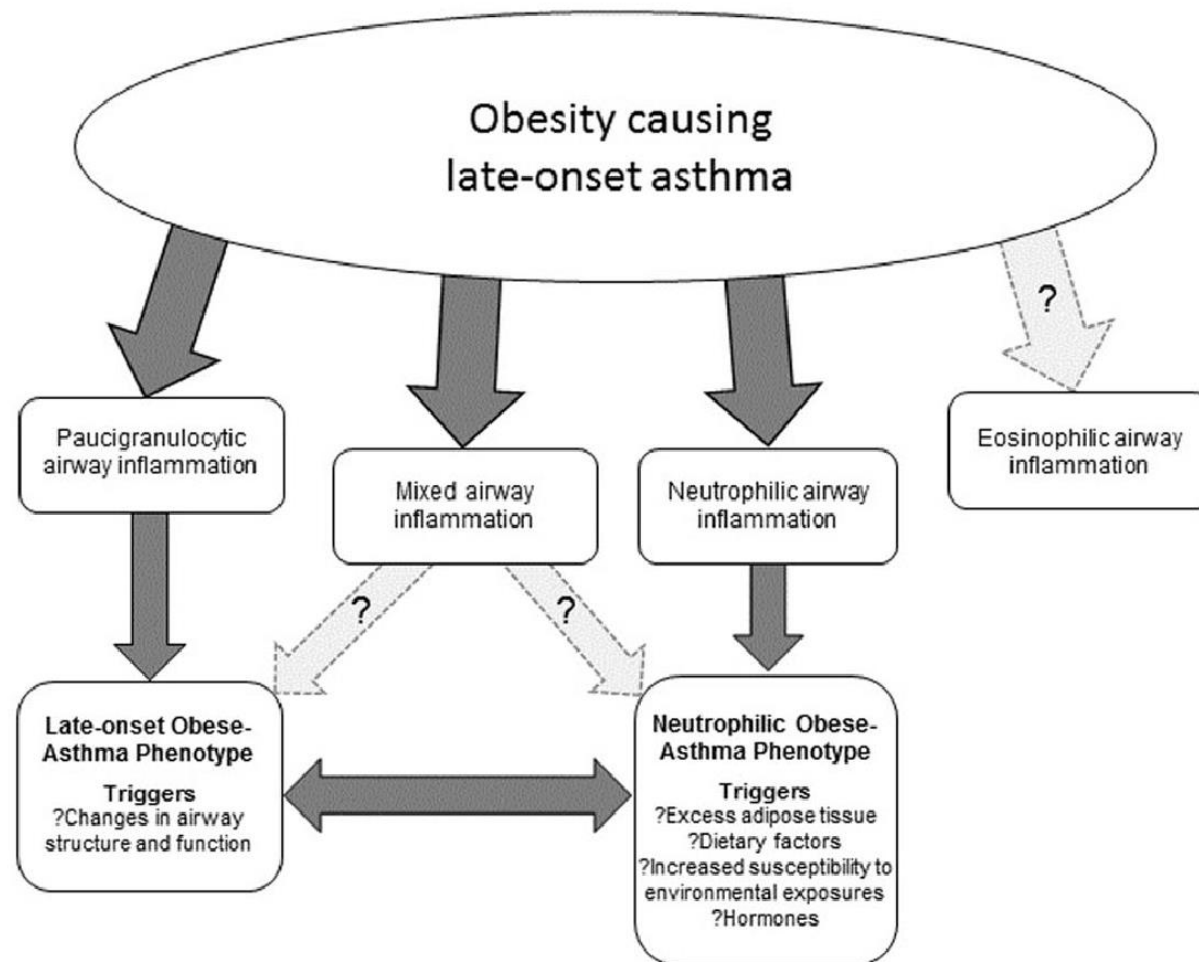 Obesity causing
late-onset asthma
?
Paucigranulocytic
airway inflammation
Mixed airway
inflammation
Neutrophilic airway
inflammation
Eosinophilic airway
inflammation
?
?
Late-onset Obese-
Asthma Phenotype
Triggers
?Changes in airway
structure and function
Neutrophilic Obese-
Asthma Phenotype
Triggers
?Excess adipose tissue
?Dietary factors
?Increased susceptibility to
environmental exposures
?Hormones